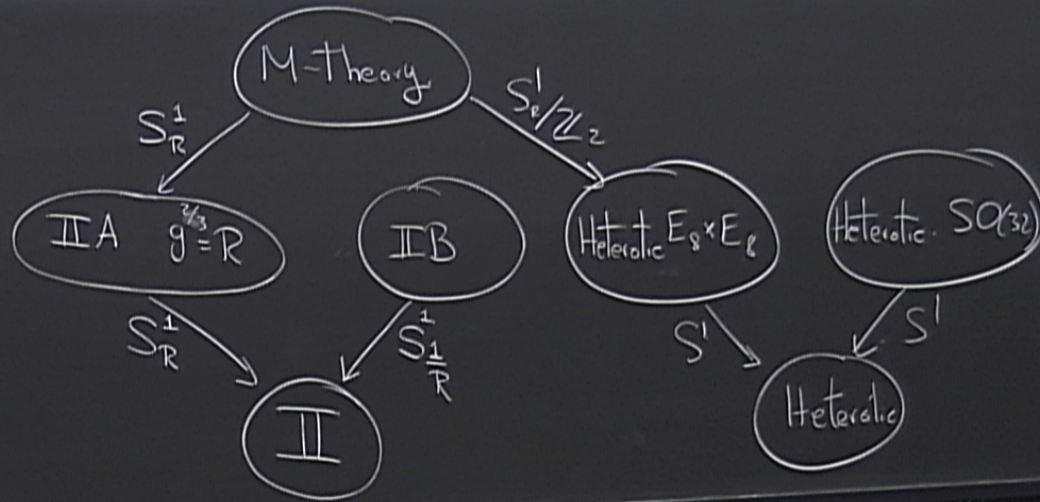 M-Theory
S¹_R
S¹_R/ℤ₂
IIA g^{2/3}=R
IIB
Heterotic E₈×E₈
Heterotic SO(32)
S¹_R
S¹_{1/R}
S¹
S¹
II
Heterotic